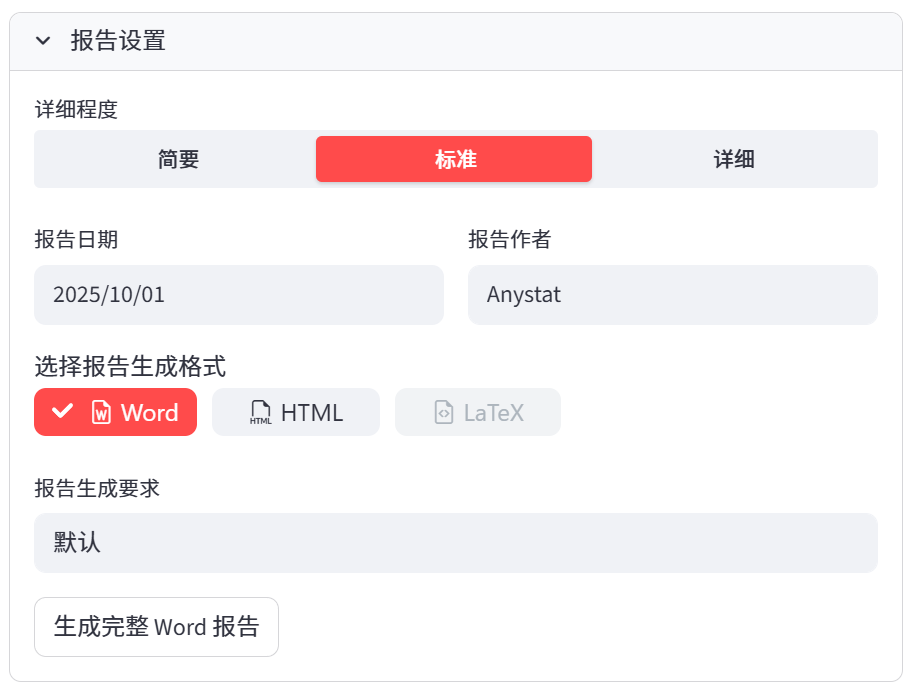 报告设置
详细程度
简要 标准 详细
报告日期 报告作者
2025/10/01 Anystat
选择报告生成格式
W Word HTML HTML LaTeX
报告生成要求
默认
生成完整 Word 报告